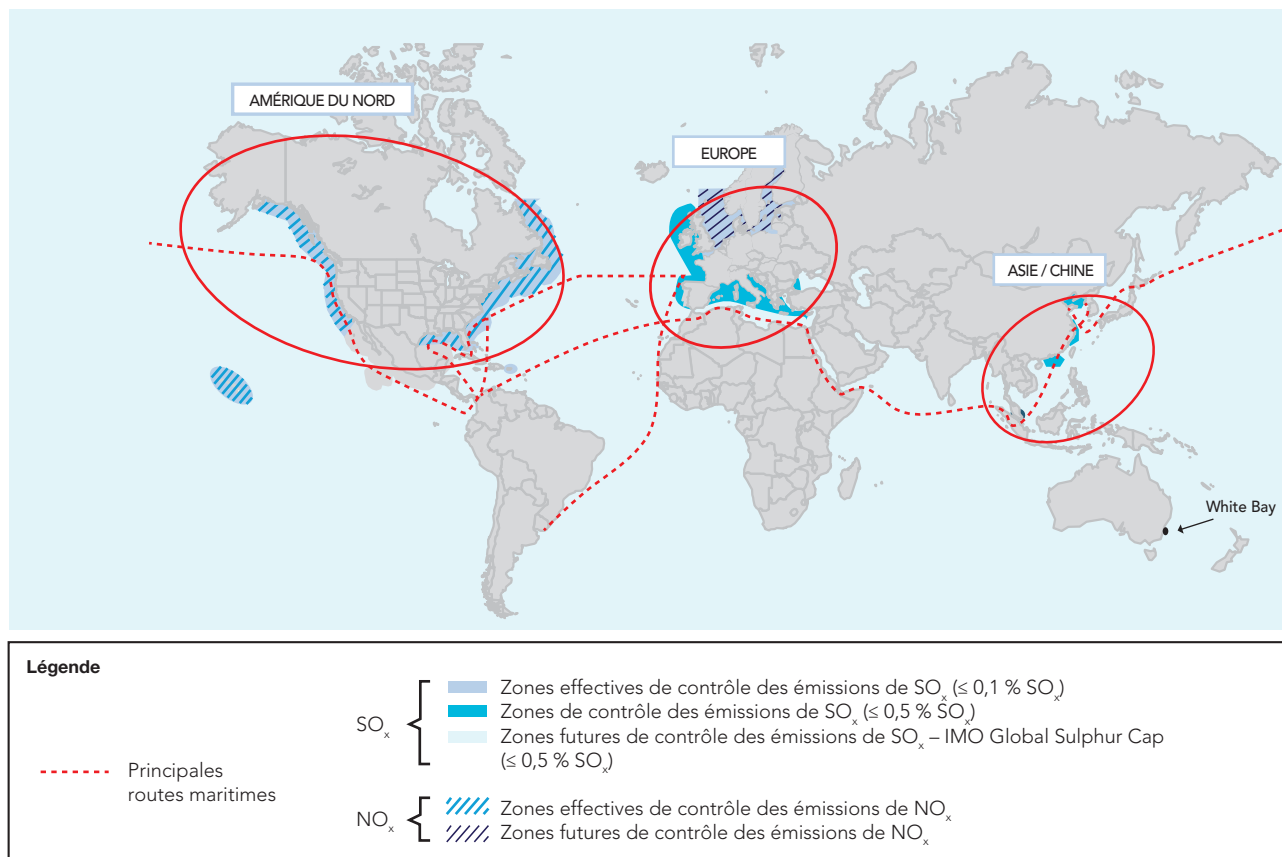 AMÉRIQUE DU NORD
EUROPE
ASIE / CHINE
White Bay
Légende
Principales
routes maritimes
SOx
Zones effectives de contrôle des émissions de SOx (≤ 0,1 % SOx)
Zones de contrôle des émissions de SOx (≤ 0,5 % SOx)
Zones futures de contrôle des émissions de SOx – IMO Global Sulphur Cap
(≤ 0,5 % SOx)
NOx
Zones effectives de contrôle des émissions de NOx
Zones futures de contrôle des émissions de NOx